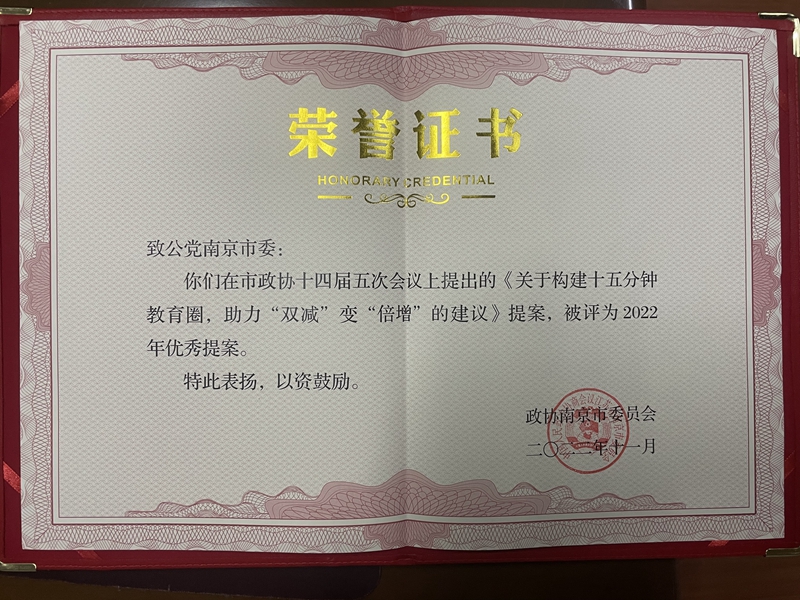 荣誉证书
HONORARY CREDENTIAL
致公党南京市委：
你们在市政协十四届五次会议上提出的《关于构建十五分钟
教育圈，助力“双减”变“倍增”的建议》提案，被评为 2022
年优秀提案。
特此表扬，以资鼓励。
政协南京市委员会
二〇二二年十一月